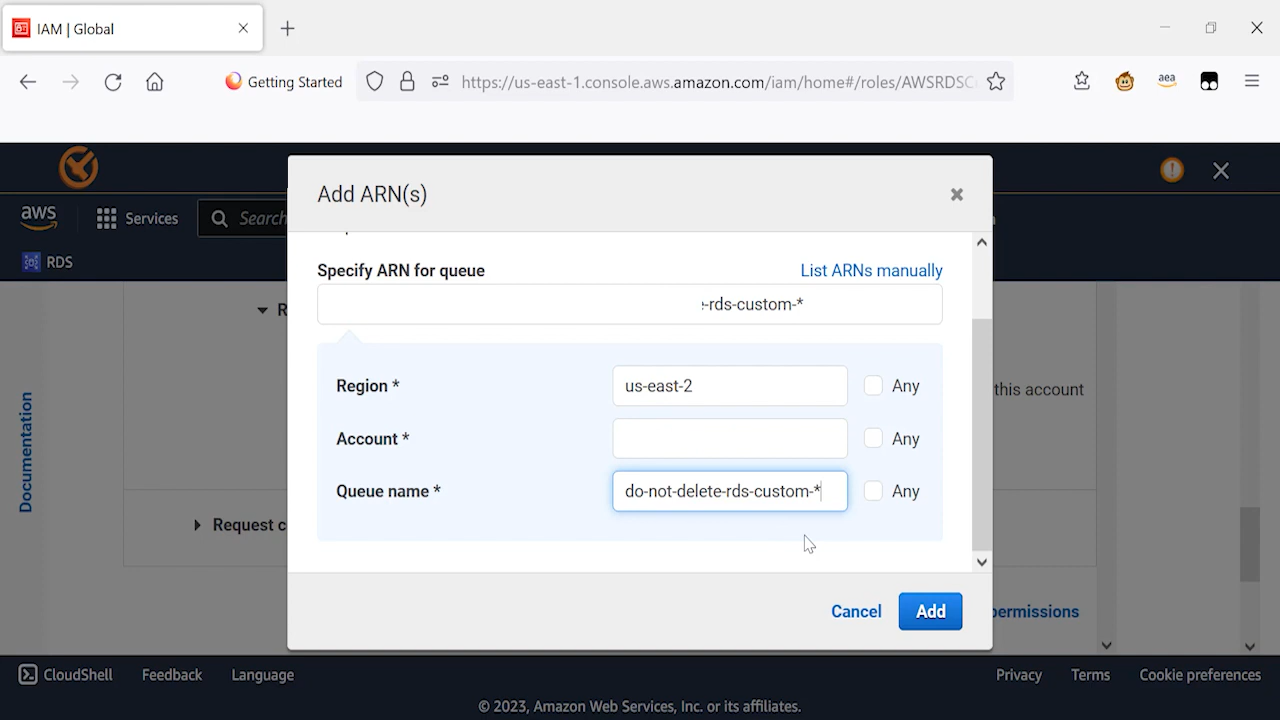 IAM | Global
Getting Started
https://us-east-1.console.aws.amazon.com/iam/home#/roles/AWSRDSC
aea
Add ARN(s)
aws
Services
Search
RDS
Specify ARN for queue
List ARNs manually
-rds-custom-*
Region *
us-east-2
Any
this account
Account *
Any
Documentation
Queue name *
do-not-delete-rds-custom-*
Any
Request c
Cancel
Add
permissions
CloudShell
Feedback
Language
Privacy
Terms
Cookie preferences
© 2023, Amazon Web Services, Inc. or its affiliates.